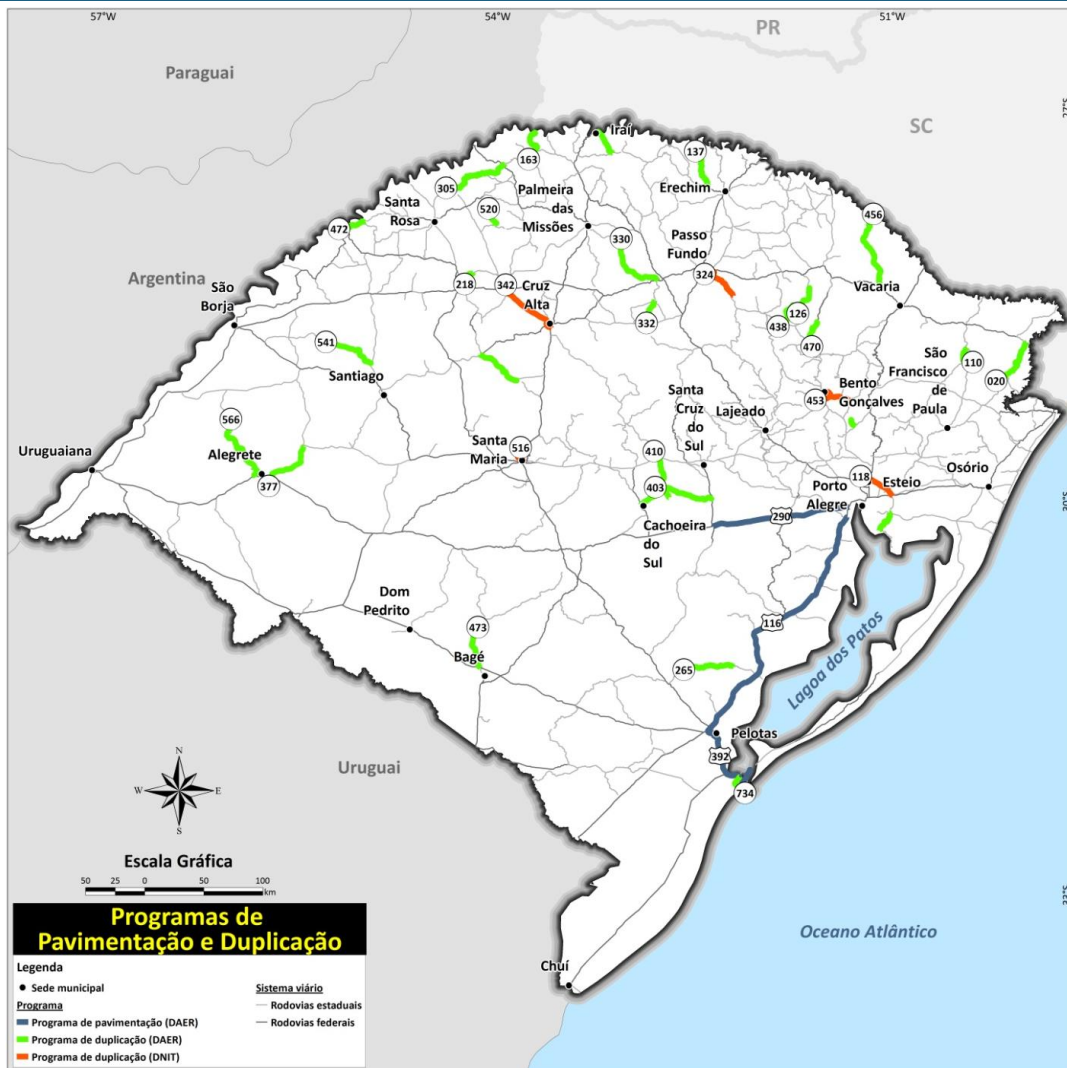 57°W
54°W
51°W
PR
Paraguai
SC
Iraí
137
163
Erechim
305
Palmeira
das
Missões
Santa
Rosa
520
456
472
330
Passo
Fundo
Argentina
324
218
342
Cruz
Alta
Vacaria
São
Borja
126
332
438
470
541
São
Francisco
de
Paula
110
020
Santiago
Bento
Gonçalves
453
Santa
Cruz
do
Sul
Lajeado
566
Uruguaiana
Alegrete
377
Santa
Maria
516
410
403
118
Esteio
Osório
Porto
Alegre
290
Cachoeira
do
Sul
Dom
Pedrito
116
473
Bagé
265
Lagoa dos Patos
Pelotas
392
Uruguai
734
N
W
E
S
Escala Gráfica
50 25 0 50 100
km
Programas de
Pavimentação e Duplicação
Oceano Atlântico
Chuí
Legenda
Sede municipal
Programa
Programa de pavimentação (DAER)
Programa de duplicação (DAER)
Programa de duplicação (DNIT)
Sistema viário
Rodovias estaduais
Rodovias federais